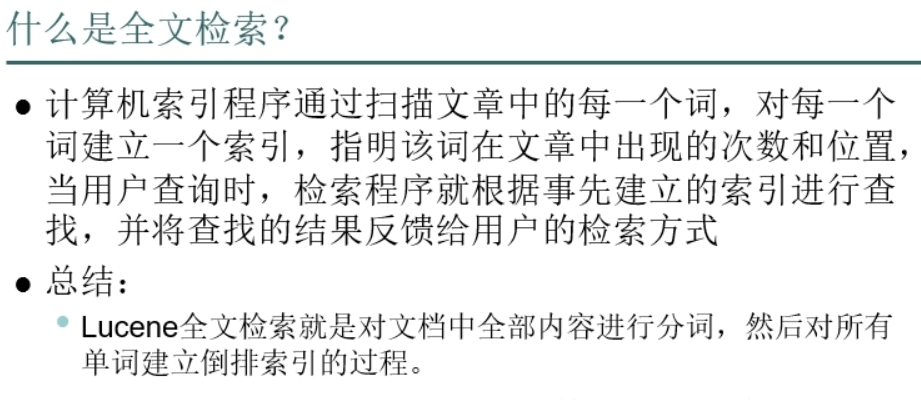 什么是全文检索？
● 计算机索引程序通过扫描文章中的每一个词，对每一个
词建立一个索引，指明该词在文章中出现的次数和位置，
当用户查询时，检索程序就根据事先建立的索引进行查
找，并将查找的结果反馈给用户的检索方式
● 总结：
• Lucene全文检索就是对文档中全部内容进行分词，然后对所有
单词建立倒排索引的过程。